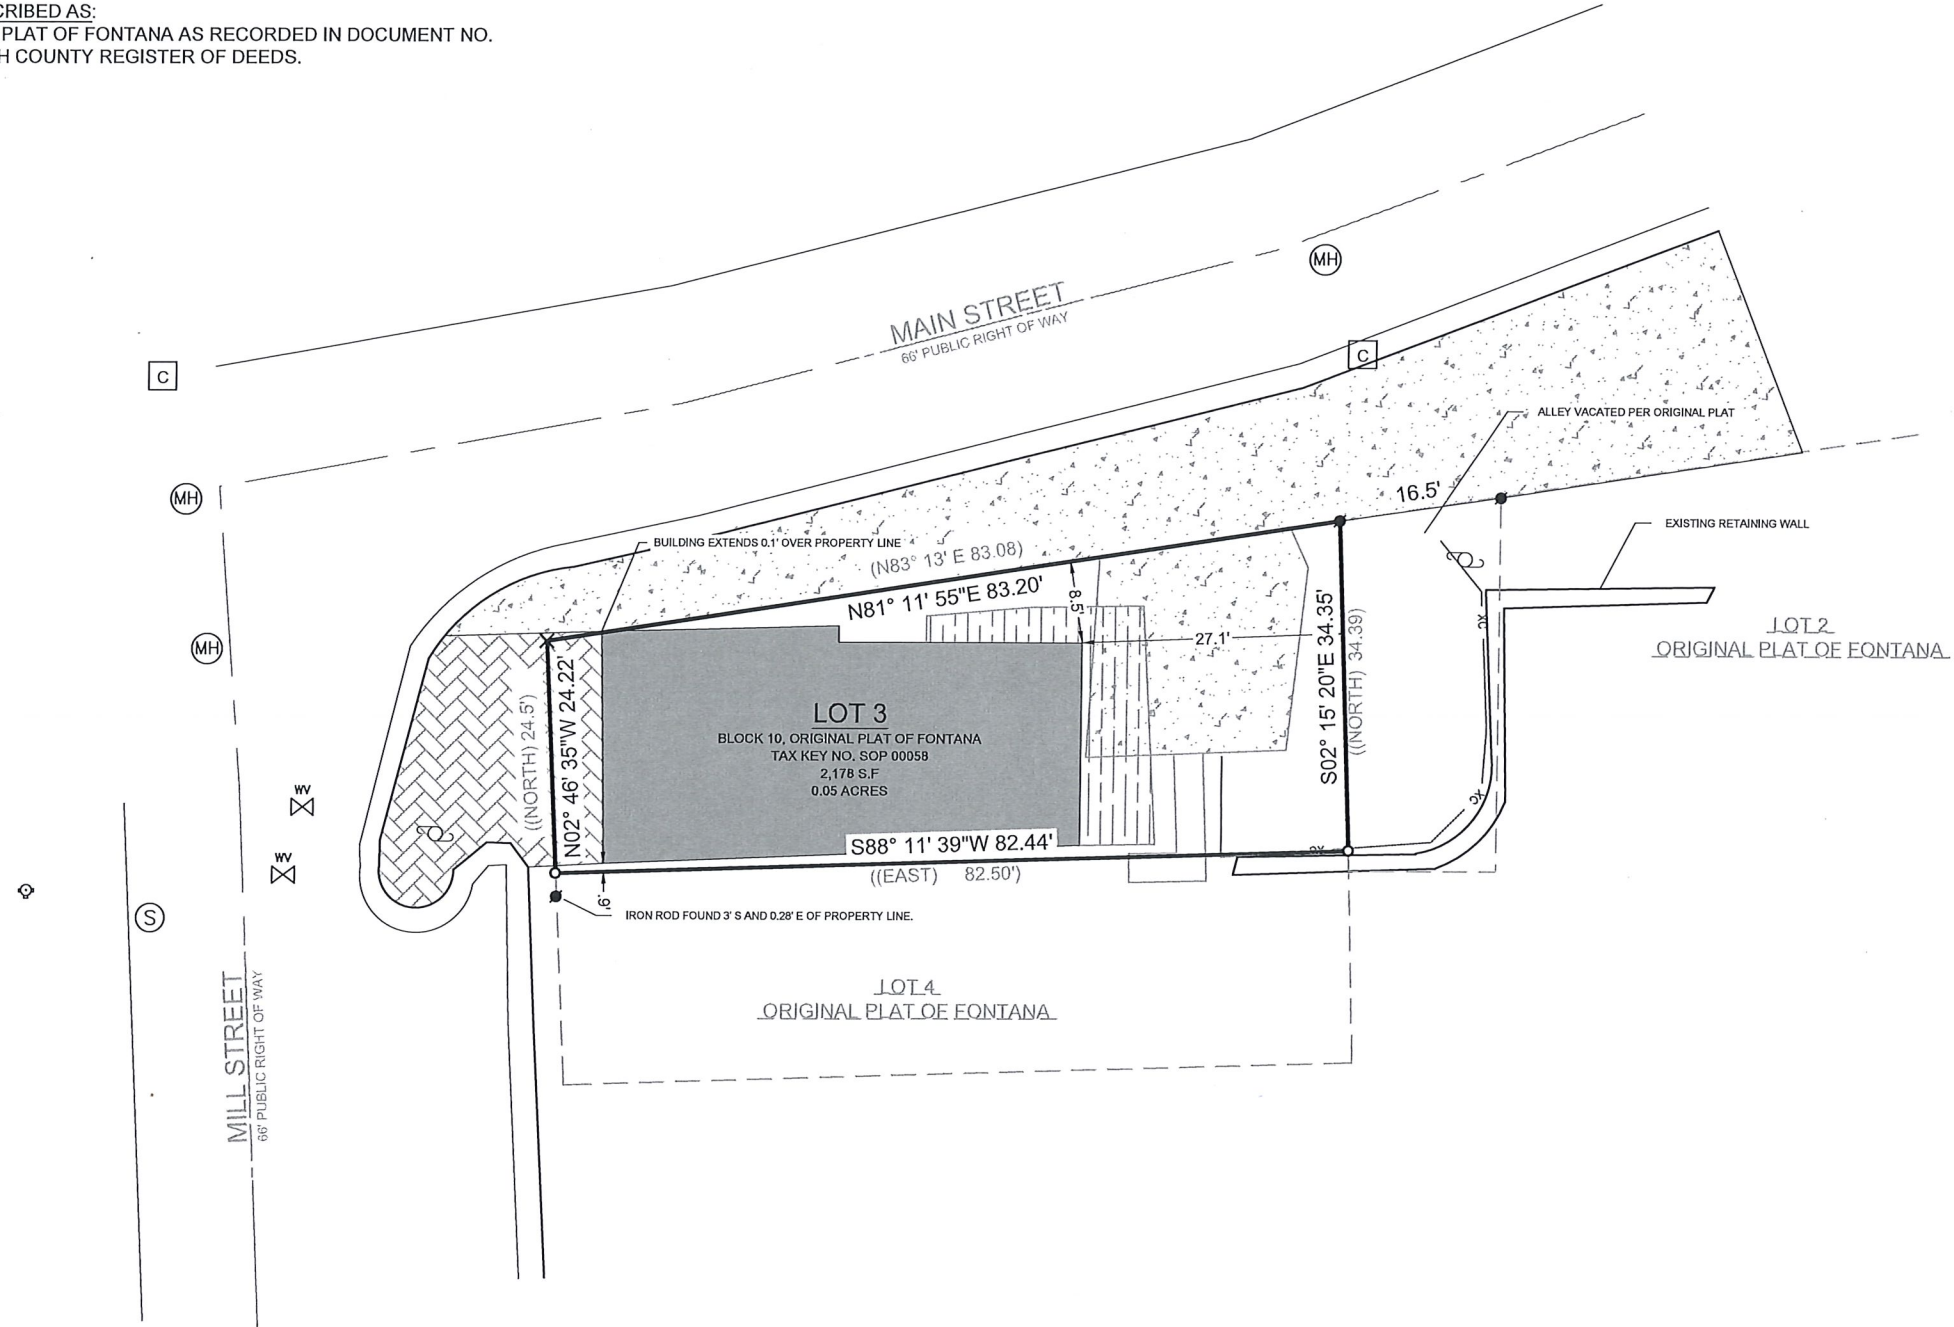 CRIBED AS:
PLAT OF FONTANA AS RECORDED IN DOCUMENT NO.
H COUNTY REGISTER OF DEEDS.
MH
MAIN STREET
66' PUBLIC RIGHT OF WAY
C
C
ALLEY VACATED PER ORIGINAL PLAT
16.5'
MH
EXISTING RETAINING WALL
BUILDING EXTENDS 0.1' OVER PROPERTY LINE
(N83° 13' E 83.08)
N81° 11' 55"E 83.20'
8.5'
27.1'
S02° 15' 20"E 34.35'
((NORTH) 34.39)
XC
LOT 2
ORIGINAL PLAT OF FONTANA
MH
((NORTH) 24.5')
N02° 46' 35"W 24.22'
LOT 3
BLOCK 10, ORIGINAL PLAT OF FONTANA
TAX KEY NO. SOP 00058
2,178 S.F
0.05 ACRES
WV
XC
S88° 11' 39"W 82.44'
XC
WV
((EAST) 82.50')
.9'
S
IRON ROD FOUND 3' S AND 0.28' E OF PROPERTY LINE.
LOT 4
ORIGINAL PLAT OF FONTANA
MILL STREET
66' PUBLIC RIGHT OF WAY